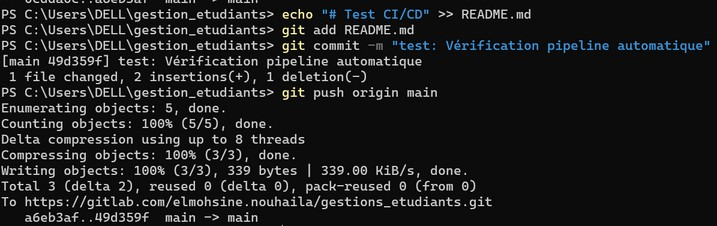 PS C:\Users\DELL\gestion_etudiants> echo "# Test CI/CD" >> README.md
PS C:\Users\DELL\gestion_etudiants> git add README.md
PS C:\Users\DELL\gestion_etudiants> git commit -m "test: Vérification pipeline automatique"
[main 49d359f] test: Vérification pipeline automatique
 1 file changed, 2 insertions(+), 1 deletion(-)
PS C:\Users\DELL\gestion_etudiants> git push origin main
Enumerating objects: 5, done.
Counting objects: 100% (5/5), done.
Delta compression using up to 8 threads
Compressing objects: 100% (3/3), done.
Writing objects: 100% (3/3), 339 bytes | 339.00 KiB/s, done.
Total 3 (delta 2), reused 0 (delta 0), pack-reused 0 (from 0)
To https://gitlab.com/elmohsine.nouhaila/gestions_etudiants.git
   a6eb3af..49d359f  main -> main